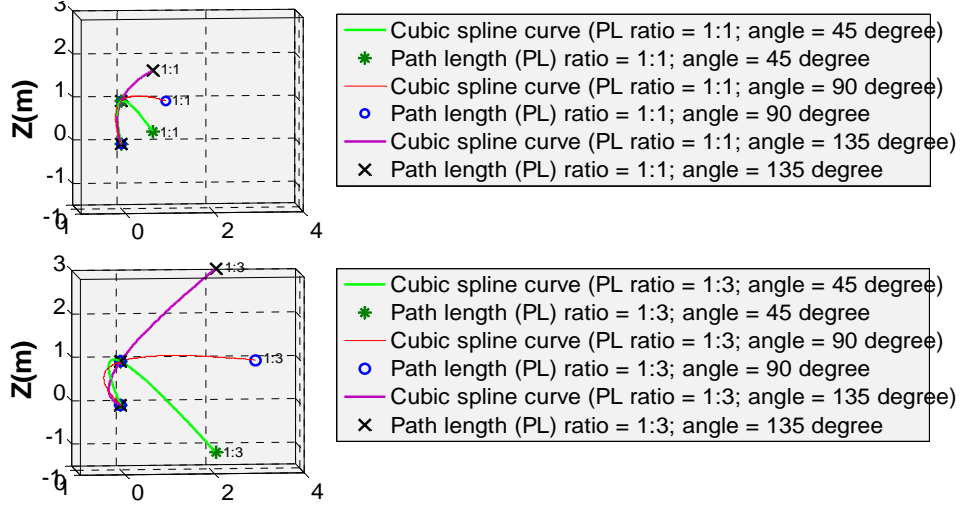 3
2
1
0
-1
Z(m)
1:1
1:1
1:1
-1
0
1
0
2
4
Cubic spline curve (PL ratio = 1:1; angle = 45 degree)
Path length (PL) ratio = 1:1; angle = 45 degree
Cubic spline curve (PL ratio = 1:1; angle = 90 degree)
Path length (PL) ratio = 1:1; angle = 90 degree
Cubic spline curve (PL ratio = 1:1; angle = 135 degree)
Path length (PL) ratio = 1:1; angle = 135 degree
3
2
1
0
-1
Z(m)
1:3
1:3
1:3
-1
0
1
0
2
4
Cubic spline curve (PL ratio = 1:3; angle = 45 degree)
Path length (PL) ratio = 1:3; angle = 45 degree
Cubic spline curve (PL ratio = 1:3; angle = 90 degree)
Path length (PL) ratio = 1:3; angle = 90 degree
Cubic spline curve (PL ratio = 1:3; angle = 135 degree)
Path length (PL) ratio = 1:3; angle = 135 degree